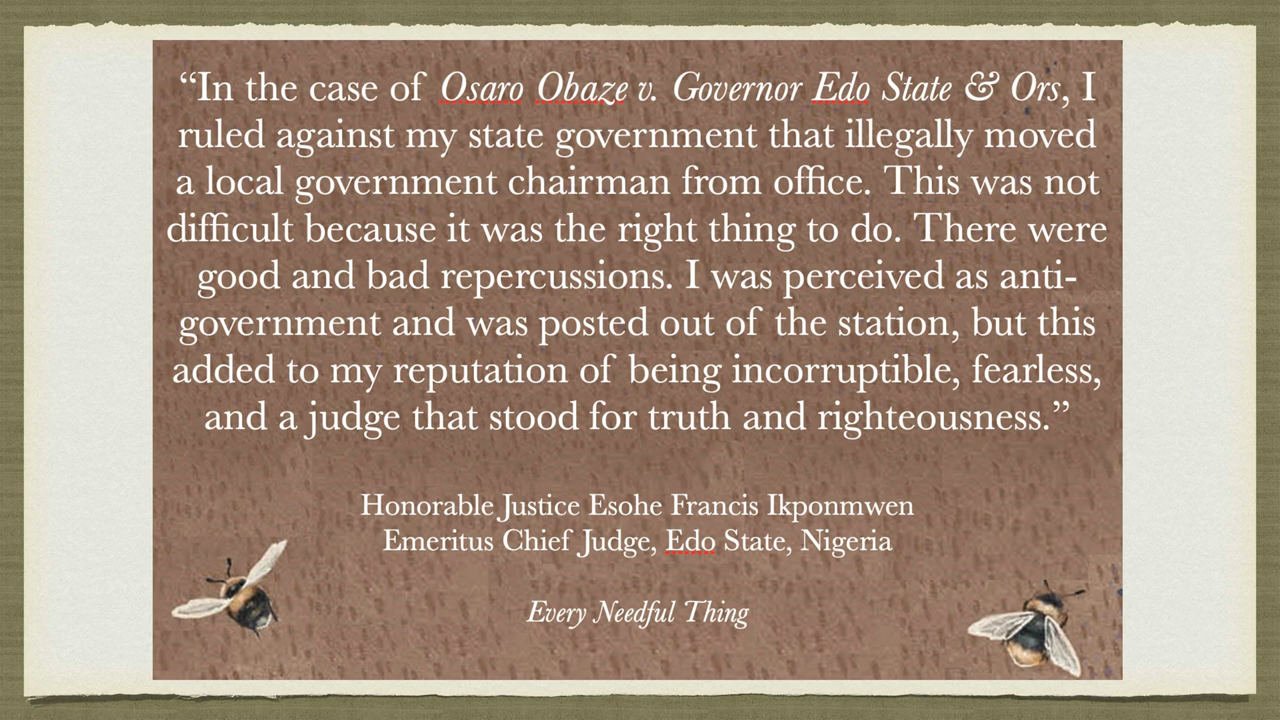 “In the case of Osaro Obaze v. Governor Edo State & Ors, I
ruled against my state government that illegally moved
a local government chairman from office. This was not
difficult because it was the right thing to do. There were
good and bad repercussions. I was perceived as anti-
government and was posted out of the station, but this
added to my reputation of being incorruptible, fearless,
and a judge that stood for truth and righteousness.”
Honorable Justice Esohe Francis Ikponmwen
Emeritus Chief Judge, Edo State, Nigeria
Every Needful Thing